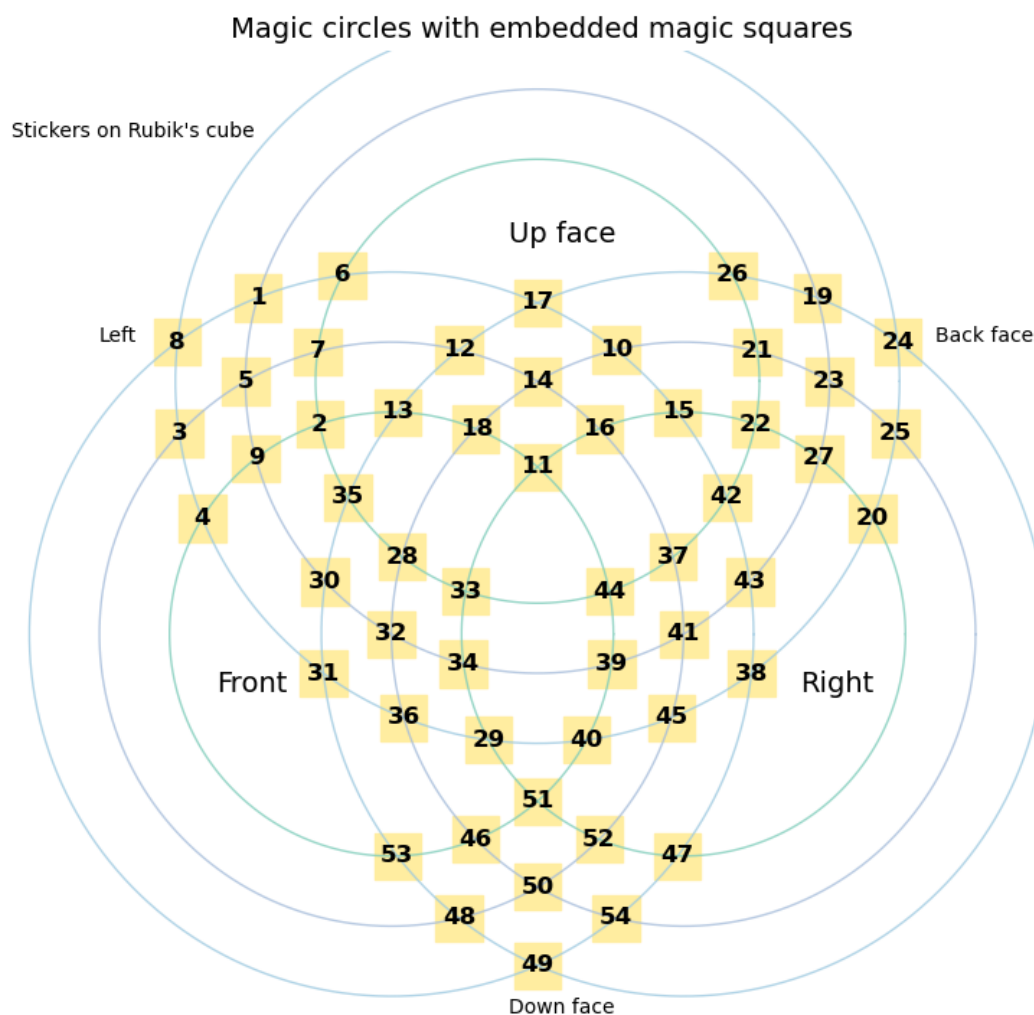 Magic circles with embedded magic squares
Stickers on Rubik's cube
Up face
6 26
1 17 19
Left 8 24 Back face
7 12 10 21
5 14 23
3 2 13 18 16 15 22 25
9 11 27
4 35 42 20
28 37
30 33 44 43
32 41
34 39
31 38
Front Right
36 45
29 40
51
46 52
53 47
50
48 54
49
Down face